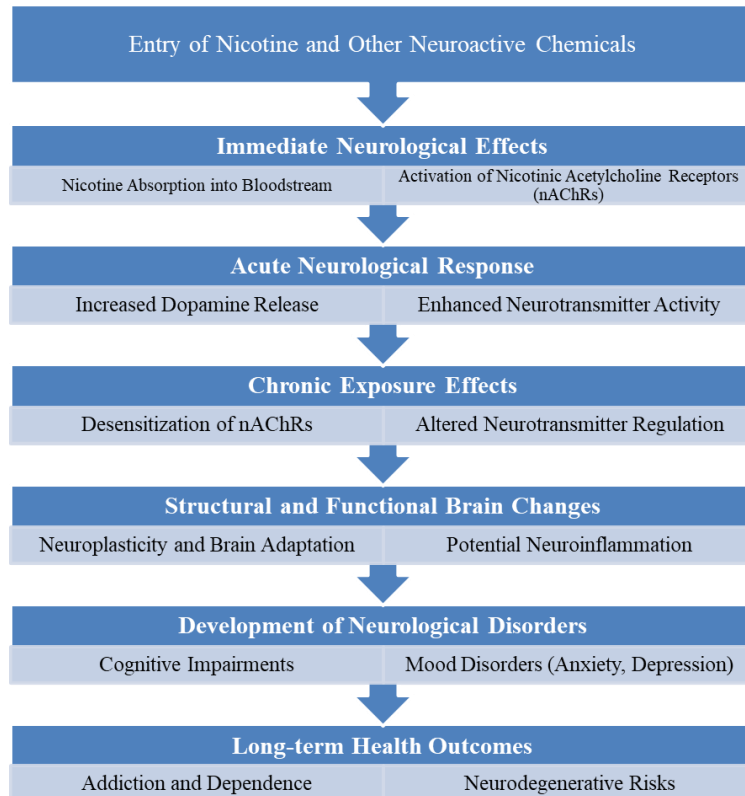 Entry of Nicotine and Other Neuroactive Chemicals
Immediate Neurological Effects
Nicotine Absorption into Bloodstream
Activation of Nicotinic Acetylcholine Receptors
(nAChRs)
Acute Neurological Response
Increased Dopamine Release
Enhanced Neurotransmitter Activity
Chronic Exposure Effects
Desensitization of nAChRs
Altered Neurotransmitter Regulation
Structural and Functional Brain Changes
Neuroplasticity and Brain Adaptation
Potential Neuroinflammation
Development of Neurological Disorders
Cognitive Impairments
Mood Disorders (Anxiety, Depression)
Long-term Health Outcomes
Addiction and Dependence
Neurodegenerative Risks